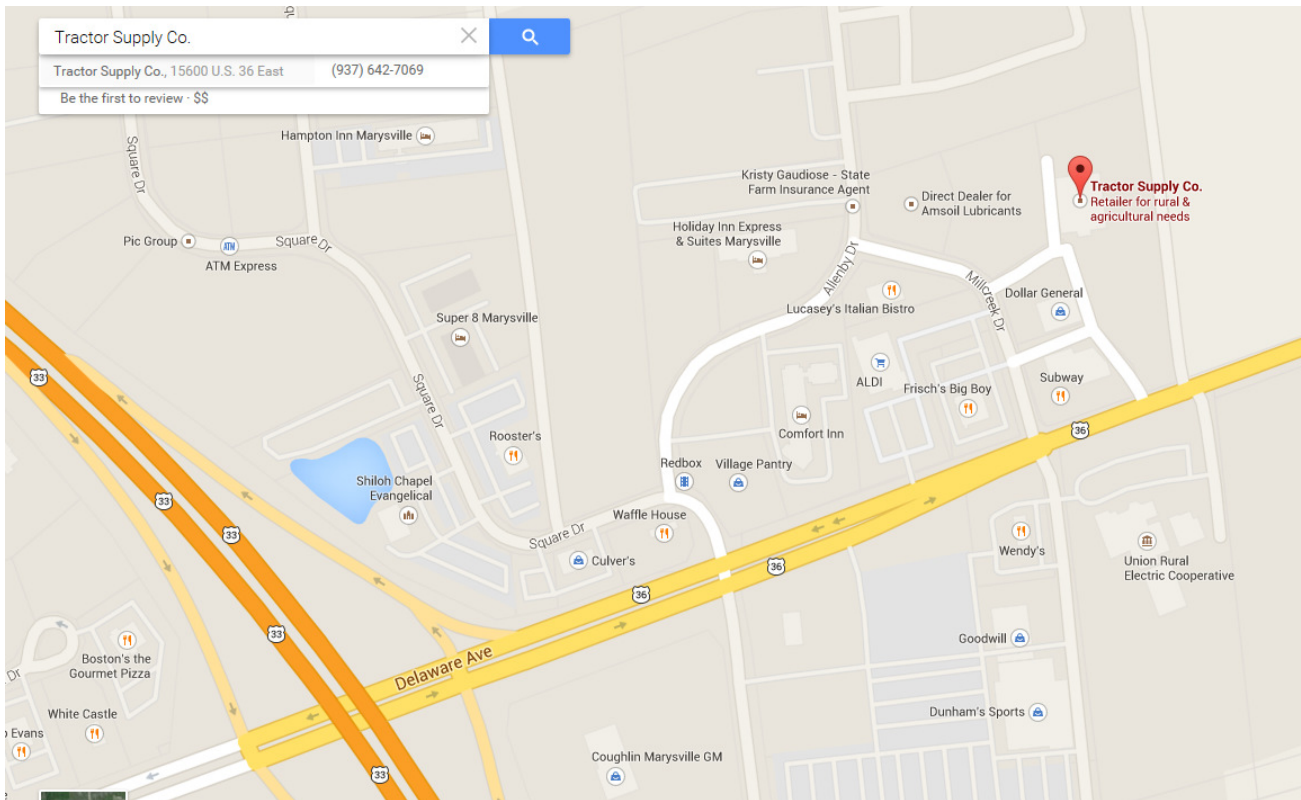 Tractor Supply Co.
Tractor Supply Co., 15600 U.S. 36 East
(937) 642-7069
Be the first to review · $$
Hampton Inn Marysville
Square Dr
Pic Group
ATM
ATM Express
Square Dr
Kristy Gaudiose - State
Farm Insurance Agent
Direct Dealer for
Amsoil Lubricants
Tractor Supply Co.
Retailer for rural &
agricultural needs
Holiday Inn Express
& Suites Marysville
Allenby Dr
Millcreek Dr
Dollar General
Lucasey's Italian Bistro
Super 8 Marysville
33
Square Dr
ALDI
Frisch's Big Boy
Subway
36
Comfort Inn
Rooster's
Redbox
Village Pantry
Shiloh Chapel
Evangelical
33
33
Waffle House
Square Dr
Culver's
Wendy's
Union Rural
Electric Cooperative
36
36
33
Boston's the
Gourmet Pizza
Dr
Delaware Ave
Goodwill
White Castle
Evans
Dunham's Sports
Coughlin Marysville GM
33